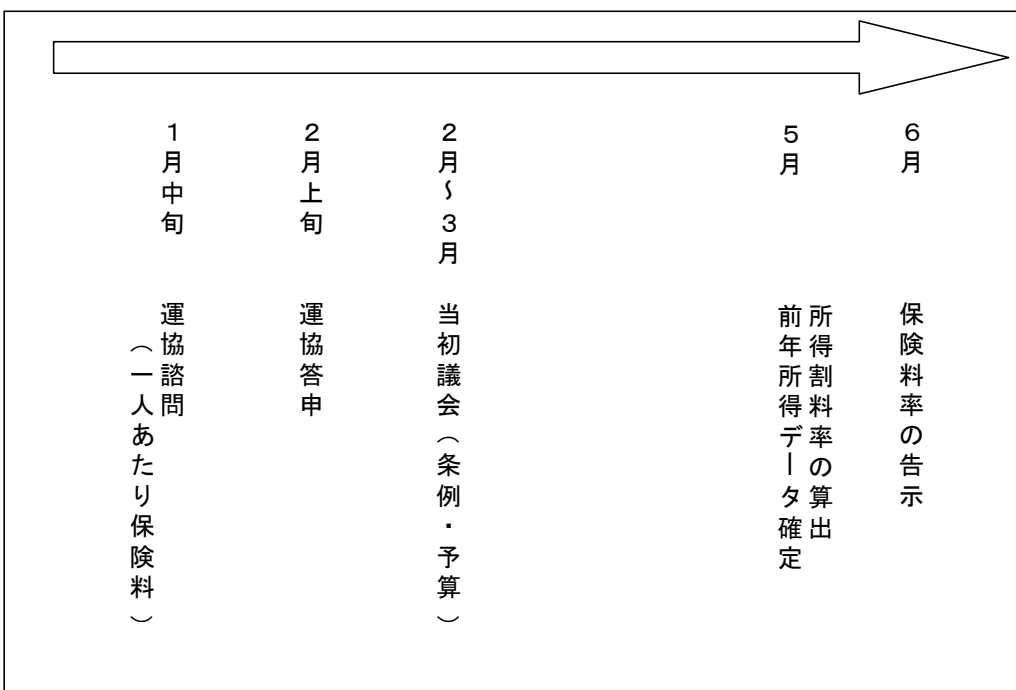 1月中旬 運協諮問
（一人あたり保険料）
2月上旬 運協答申
2月～3月 当初議会（条例・予算）
5月 前年所得データ確定
所得割料率の算出
6月 保険料率の告示